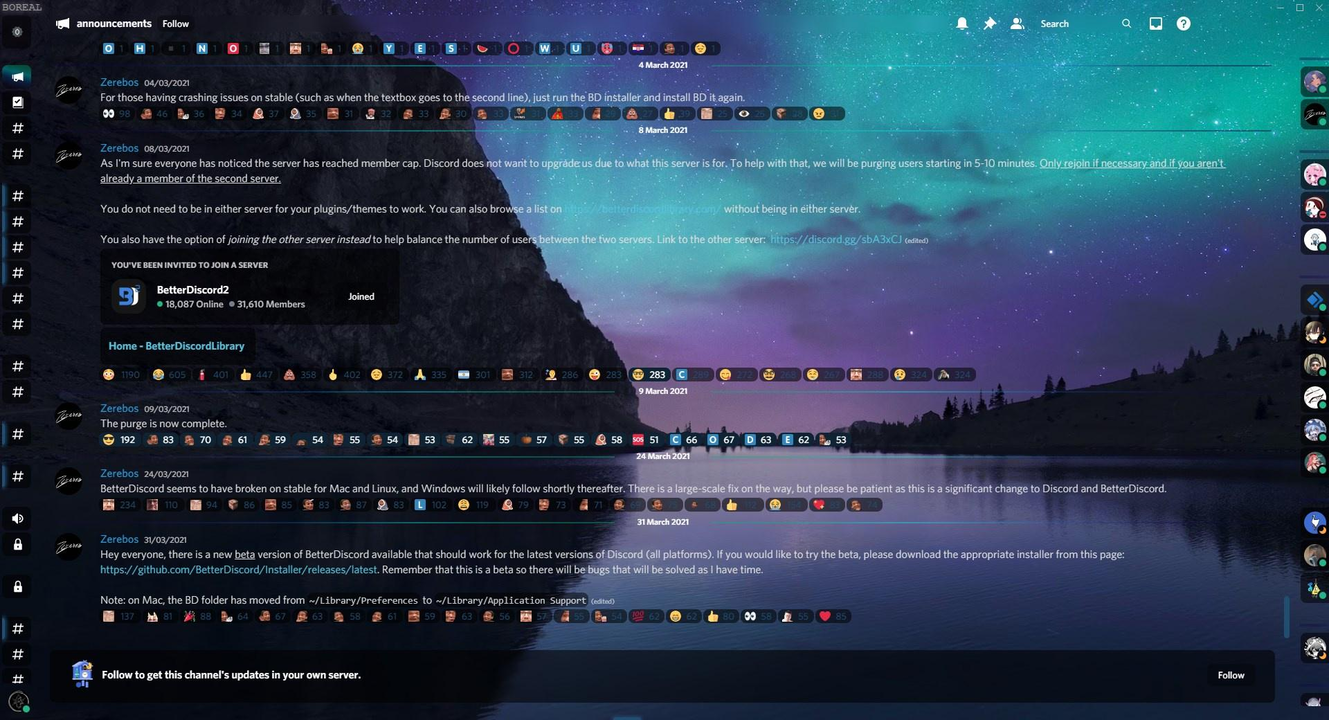 BOREAL
announcements Follow Search
O H N O Y E S W U
4 March 2021
Zerebos 04/03/2021
For those having crashing issues on stable (such as when the textbox goes to the second line), just run the BD installer and install BD it again.
98 46 36 34 37 35 31 32 33 30 33
8 March 2021
Zerebos 08/03/2021
As I'm sure everyone has noticed the server has reached member cap. Discord does not want to upgrade us due to what this server is for. To help with that, we will be purging users starting in 5-10 minutes. Only rejoin if necessary and if you aren't
already a member of the second server.
You do not need to be in either server for your plugins/themes to work. You can also browse a list on without being in either server.
You also have the option of joining the other server instead to help balance the number of users between the two servers. Link to the other server: https://discord.gg/sbA3xCJ (edited)
YOU'VE BEEN INVITED TO JOIN A SERVER
BetterDiscord2
18,087 Online 31,610 Members
Joined
Home - BetterDiscordLibrary
1190 605 401 447 358 402 372 335 301 312 286 283 283 C 324 324
9 March 2021
Zerebos 09/03/2021
The purge is now complete.
192 83 70 61 59 54 55 54 53 62 55 57 55 58 SOS 51 C 66 O 67 D 63 E 62 53
24 March 2021
Zerebos 24/03/2021
BetterDiscord seems to have broken on stable for Mac and Linux, and Windows will likely follow shortly thereafter. There is a large-scale fix on the way, but please be patient as this is a significant change to Discord and BetterDiscord.
234 110 94 86 85 83 87 83 L 102 119 79 73 71
31 March 2021
Zerebos 31/03/2021
Hey everyone, there is a new beta version of BetterDiscord available that should work for the latest versions of Discord (all platforms). If you would like to try the beta, please download the appropriate installer from this page:
https://github.com/BetterDiscord/Installer/releases/latest. Remember that this is a beta so there will be bugs that will be solved as I have time.
Note: on Mac, the BD folder has moved from ~/Library/Preferences to ~/Library/Application Support (edited)
137 81 88 64 67 63 58 61 59 63 56 57 55 54 62 62 80 58 55 85
Follow to get this channel's updates in your own server.
Follow